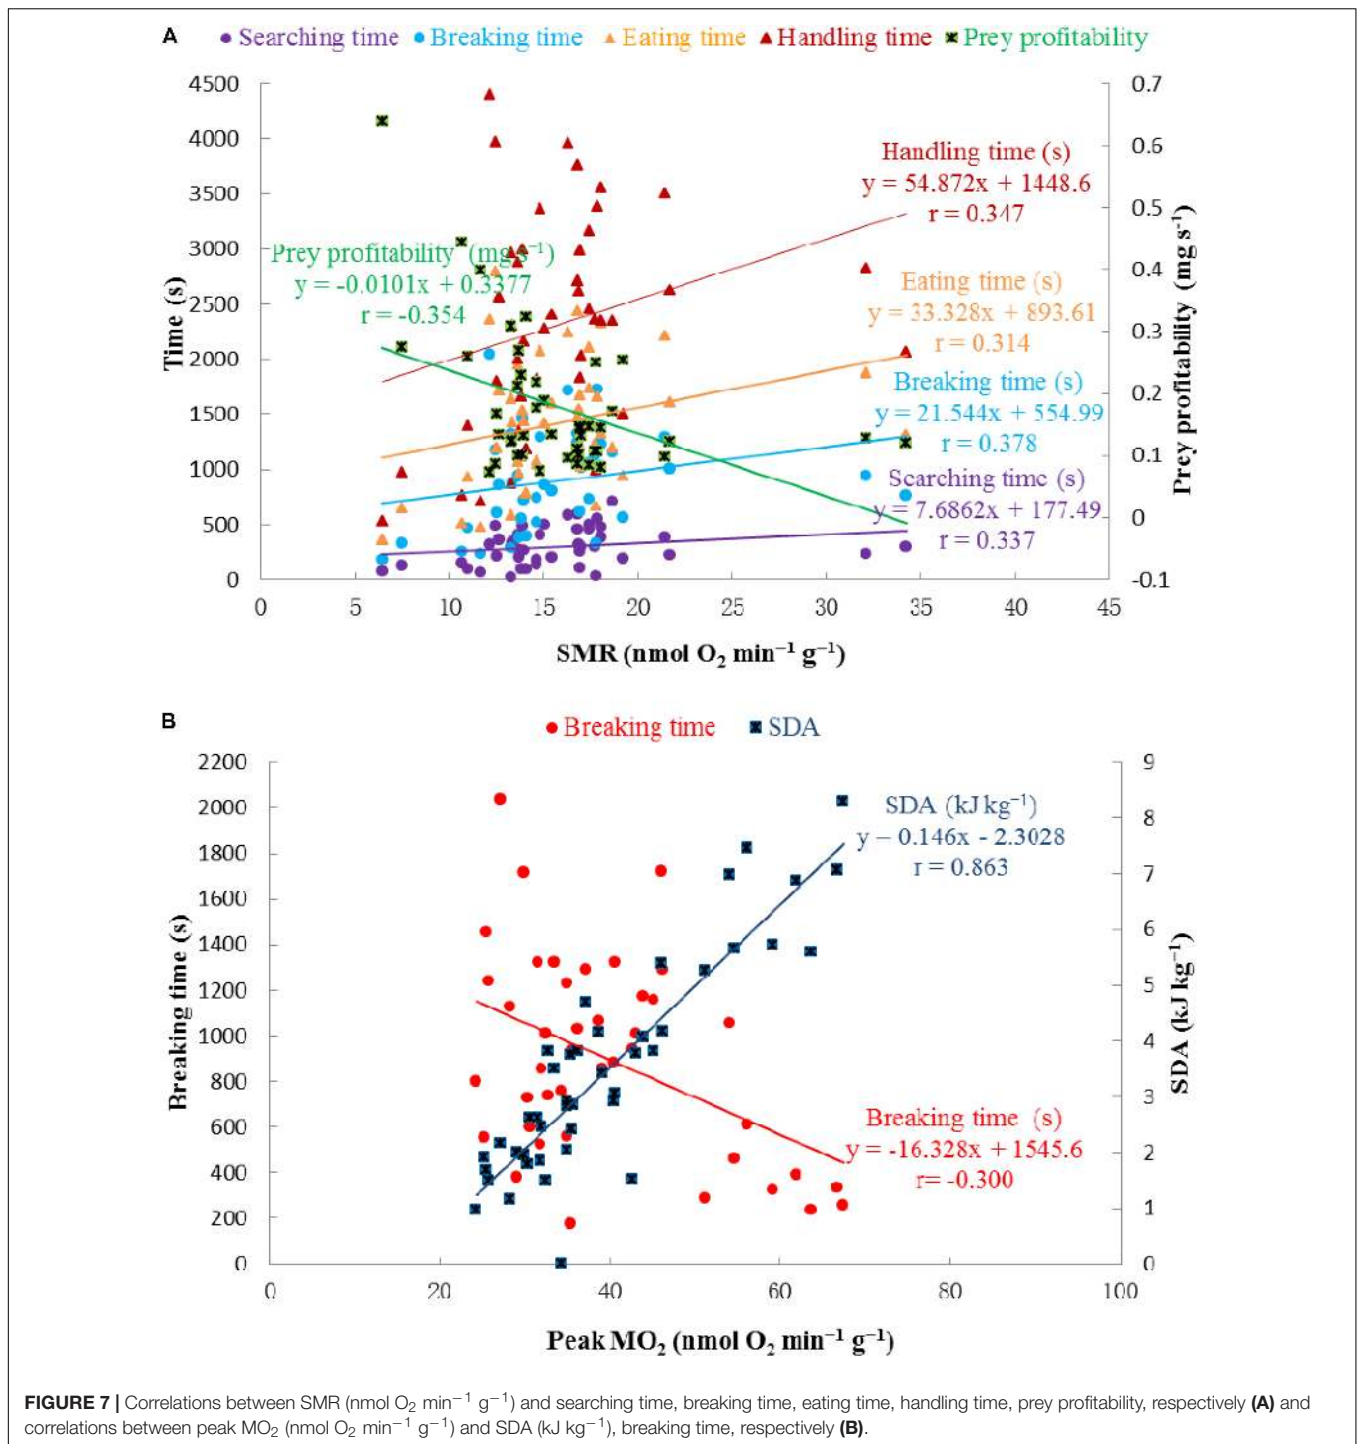 A Searching time Breaking time Eating time Handling time Prey profitability
4500
4000
3500
3000
2500
2000
1500
1000
500
0
Time (s)
0.7
0.6
0.5
0.4
0.3
0.2
0.1
0
-0.1
Prey profitability (mg s⁻¹)
Handling time (s)
y = 54.872x + 1448.6
r = 0.347
Prey profitability (mg s⁻¹)
y = -0.0101x + 0.3377
r = -0.354
Eating time (s)
y = 33.328x + 893.61
r = 0.314
Breaking time (s)
y = 21.544x + 554.99
r = 0.378
Searching time (s)
y = 7.6862x + 177.49
r = 0.337
0 5 10 15 20 25 30 35 40 45
SMR (nmol O₂ min⁻¹ g⁻¹)
B
Breaking time SDA
2200
2000
1800
1600
1400
1200
1000
800
600
400
200
0
Breaking time (s)
9
8
7
6
5
4
3
2
1
0
SDA (kJ kg⁻¹)
SDA (kJ kg⁻¹)
y = 0.146x - 2.3028
r = 0.863
Breaking time (s)
y = -16.328x + 1545.6
r= -0.300
0 20 40 60 80 100
Peak MO₂ (nmol O₂ min⁻¹ g⁻¹)
FIGURE 7 | Correlations between SMR (nmol O₂ min⁻¹ g⁻¹) and searching time, breaking time, eating time, handling time, prey profitability, respectively (A) and
correlations between peak MO₂ (nmol O₂ min⁻¹ g⁻¹) and SDA (kJ kg⁻¹), breaking time, respectively (B).